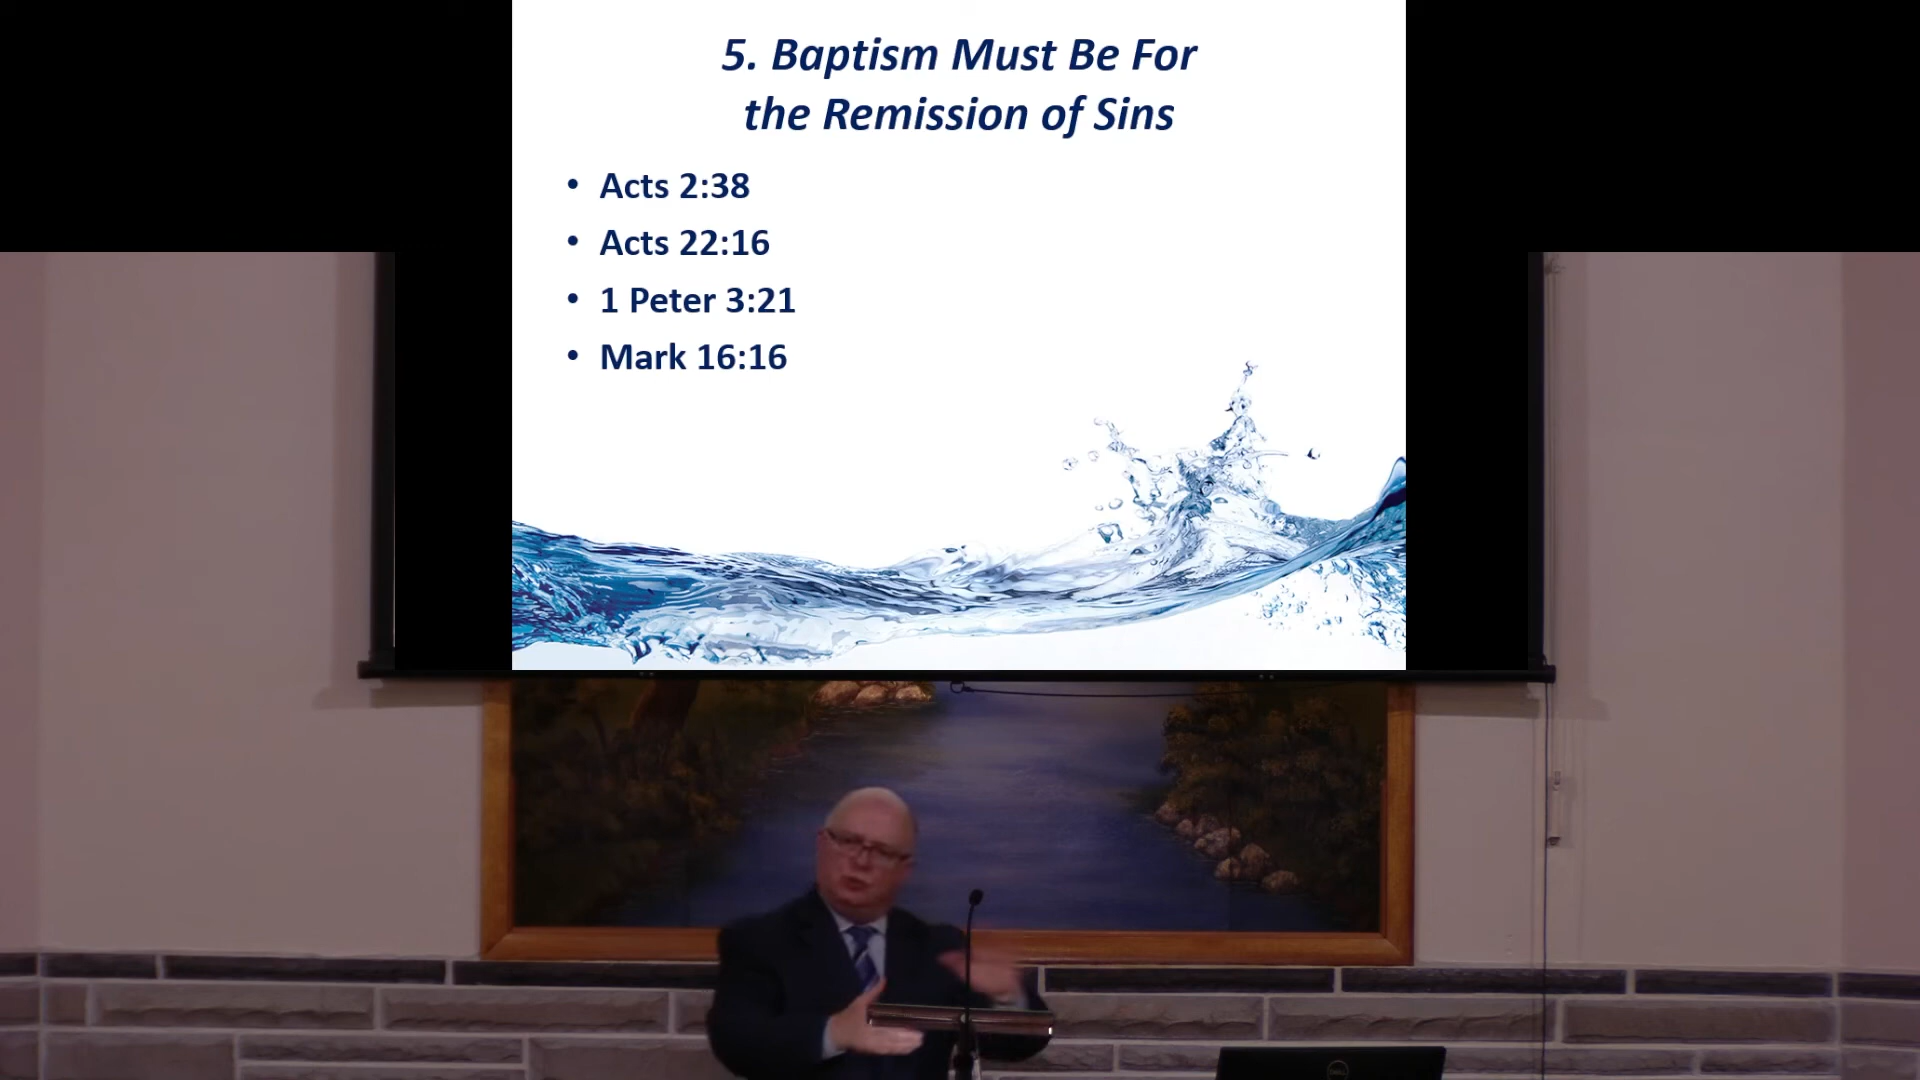 5. Baptism Must Be For
the Remission of Sins
• Acts 2:38
• Acts 22:16
• 1 Peter 3:21
• Mark 16:16
DELL